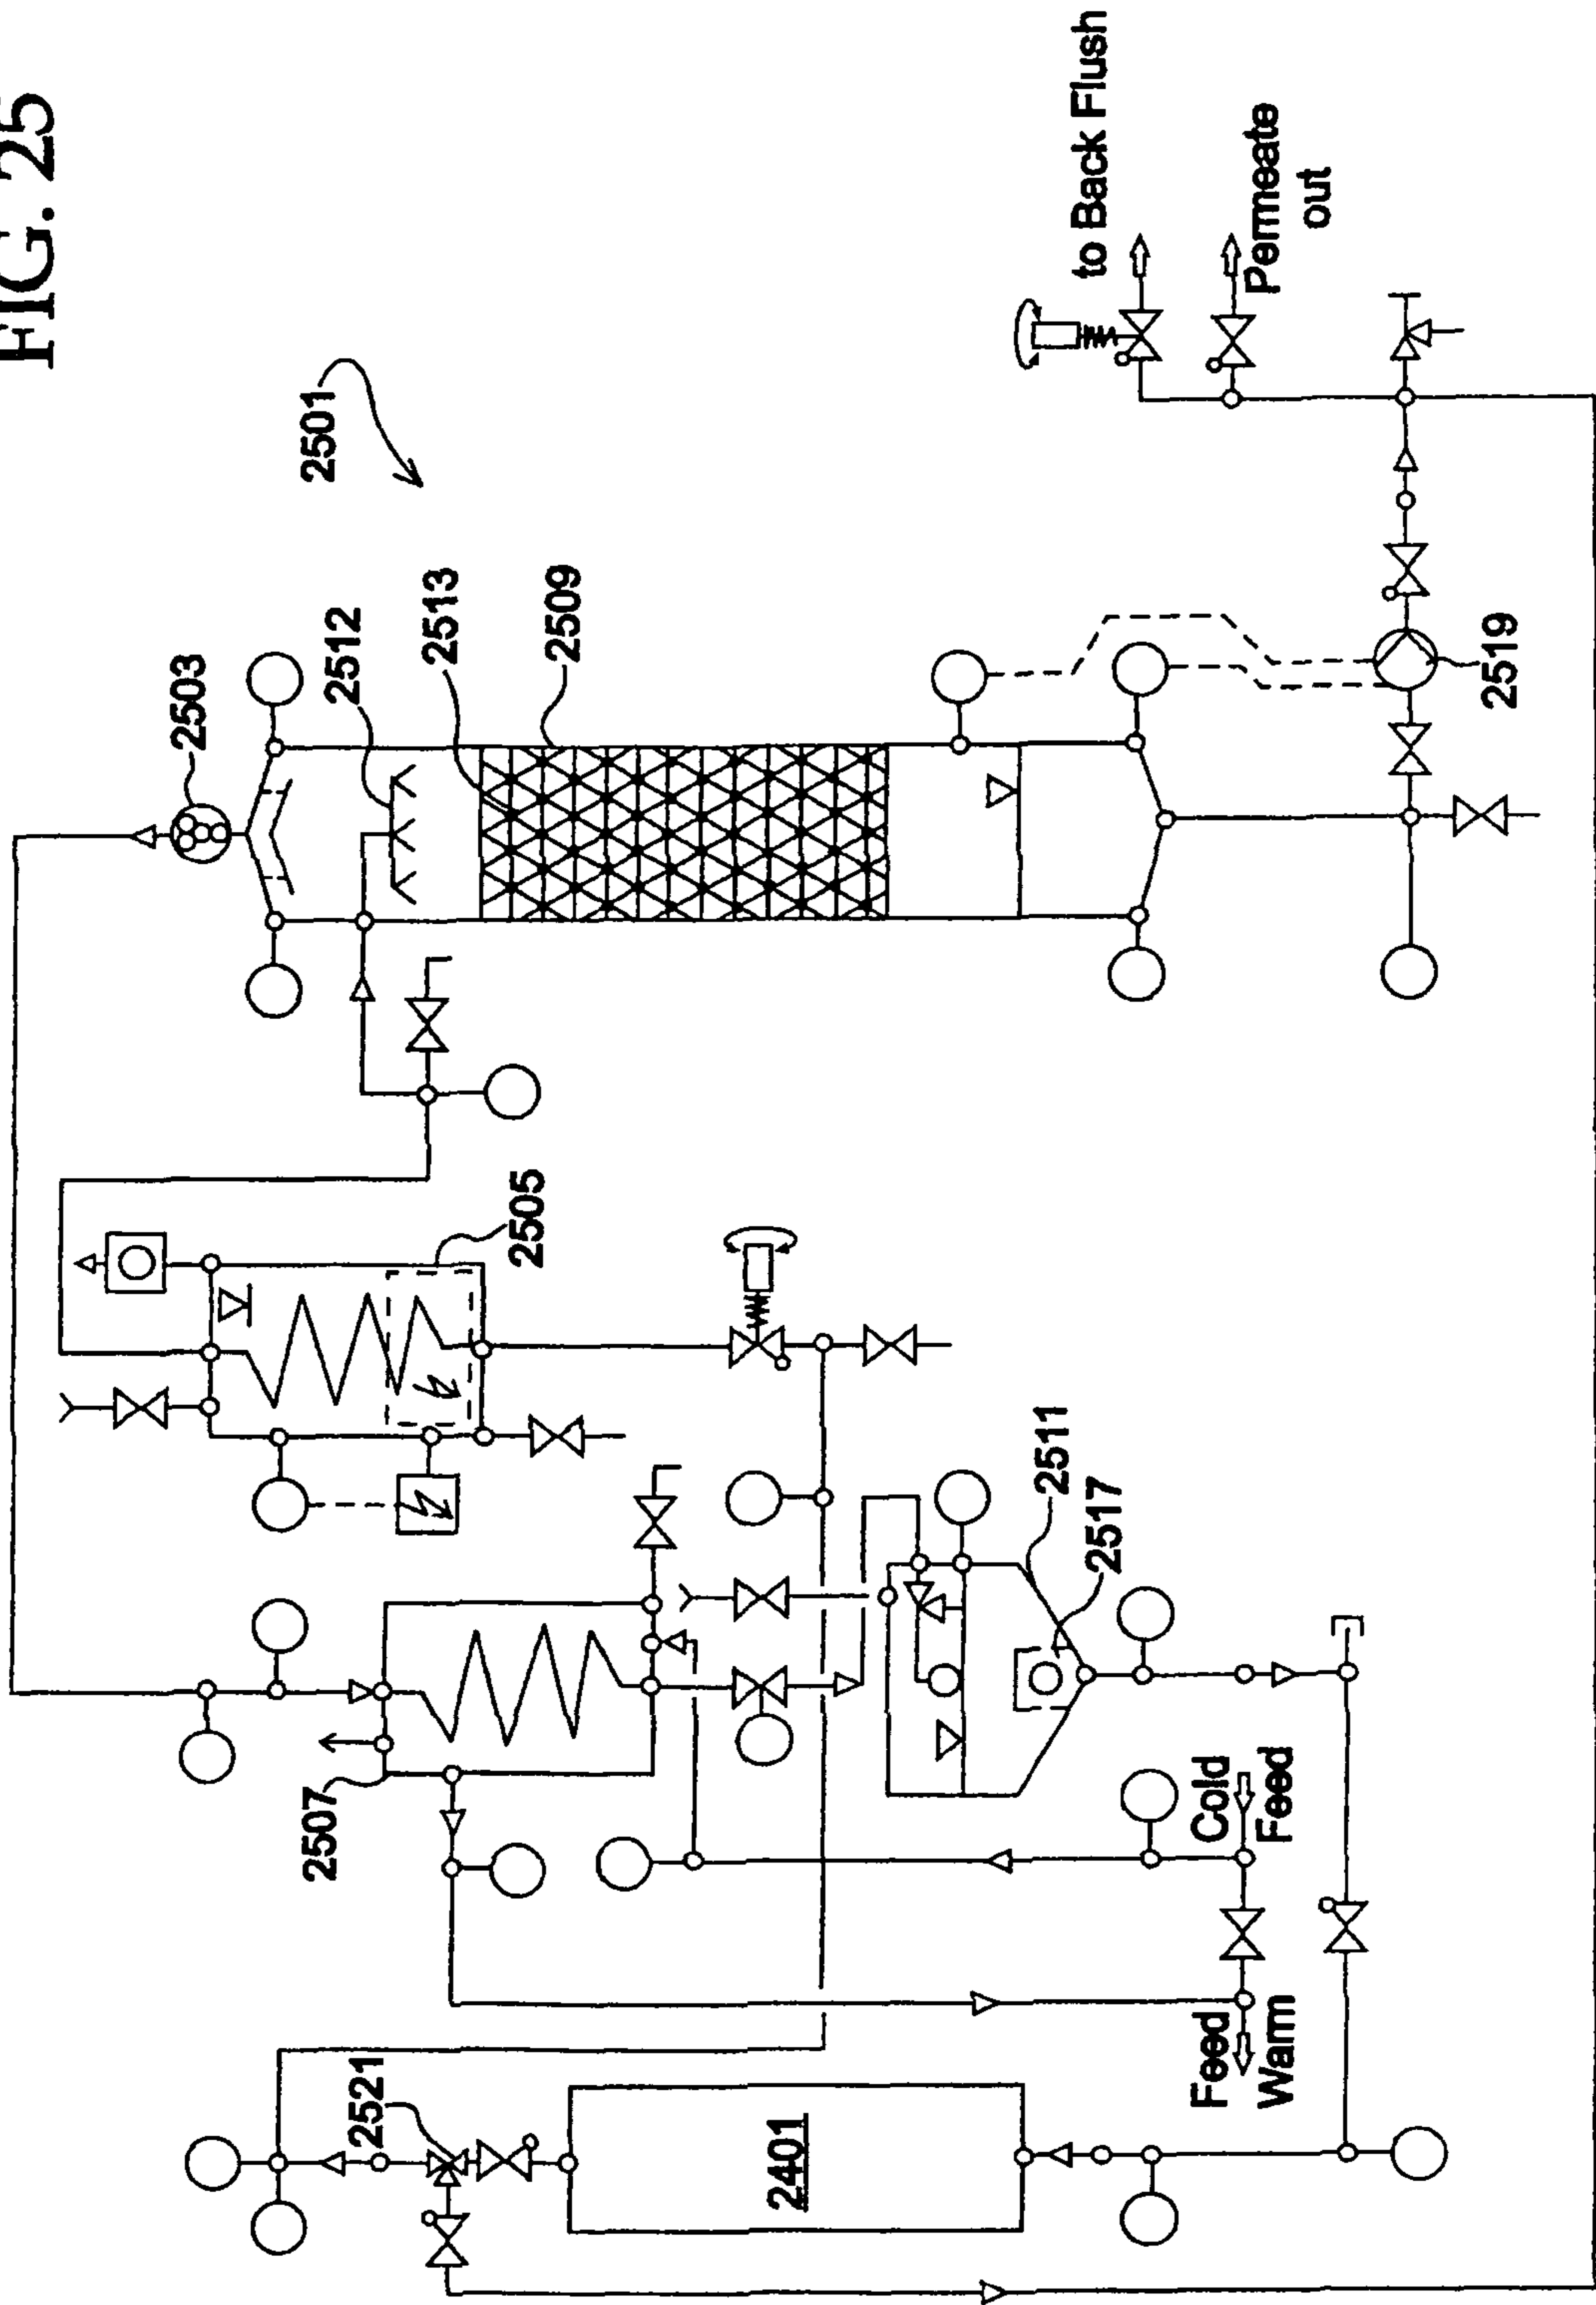 FIG. 25
2501
2503
2512
2513
2509
to Back Flush
Permeate
out
2519
2505
2507
2511
2517
Cold
Feed
Feed
Warm
2521
2401